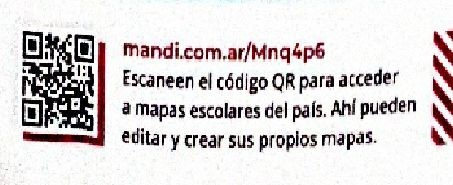 mandi.com.ar/Mnq4p6
Escaneen el código QR para acceder
a mapas escolares del país. Ahí pueden
editar y crear sus propios mapas.